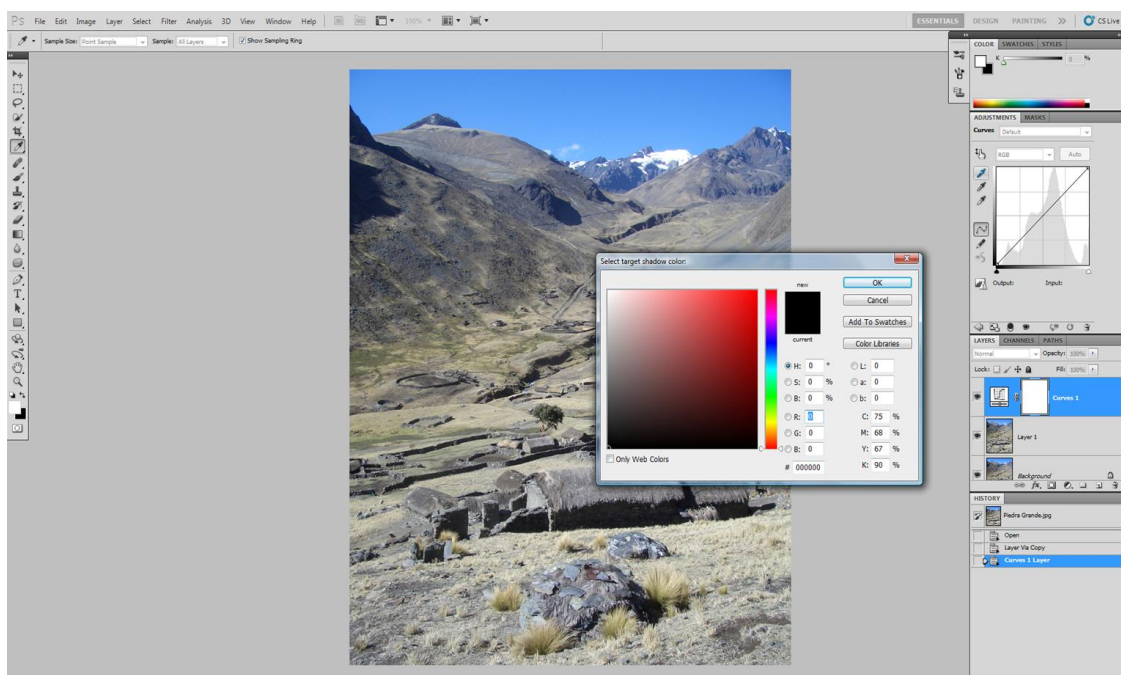 PS File Edit Image Layer Select Filter Analysis 3D View Window Help 100% ESSENTIALS DESIGN PAINTING >> CS Live
Sample Size: Point Sample Sample: All Layers Show Sampling Ring
COLOR SWATCHES STYLES
K 0 %
ADJUSTMENTS MASKS
Curves Default
RGB Auto
Output: Input:
Select target shadow color:
new
current
OK
Cancel
Add To Swatches
Color Libraries
H: 0 ° L: 0
S: 0 % a: 0
B: 0 % b: 0
R: 0 C: 75 %
G: 0 M: 68 %
B: 0 Y: 67 %
# 000000 K: 90 %
Only Web Colors
LAYERS CHANNELS PATHS
Normal Opacity: 100%
Lock: Fill: 100%
Curves 1
Layer 1
Background
fx
HISTORY
Piedra Grande.jpg
Open
Layer Via Copy
Curves 1 Layer